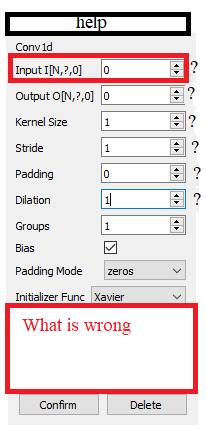 help
Conv1d
Input I[N,?,0] 0 ?
Output O[N,?,0] 0 ?
Kernel Size 1 ?
Stride 1 ?
Padding 0 ?
Dilation 1 ?
Groups 1
Bias
Padding Mode zeros
Initializer Func Xavier
What is wrong
Confirm Delete